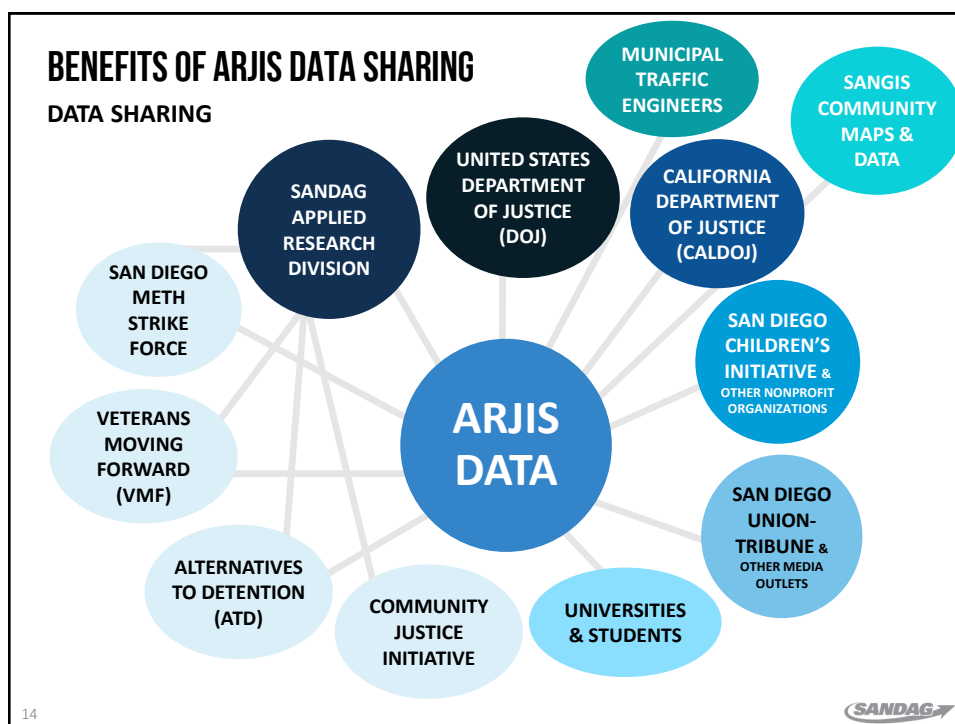 BENEFITS OF ARJIS DATA SHARING
DATA SHARING
MUNICIPAL
TRAFFIC
ENGINEERS
SANGIS
COMMUNITY
MAPS &
DATA
UNITED STATES
DEPARTMENT
OF JUSTICE
(DOJ)
CALIFORNIA
DEPARTMENT
OF JUSTICE
(CALDOJ)
SANDAG
APPLIED
RESEARCH
DIVISION
SAN DIEGO
METH
STRIKE
FORCE
SAN DIEGO
CHILDREN'S
INITIATIVE &
OTHER NONPROFIT
ORGANIZATIONS
ARJIS
DATA
VETERANS
MOVING
FORWARD
(VMF)
SAN DIEGO
UNION-
TRIBUNE &
OTHER MEDIA
OUTLETS
ALTERNATIVES
TO DETENTION
(ATD)
COMMUNITY
JUSTICE
INITIATIVE
UNIVERSITIES
& STUDENTS
14
SANDAG